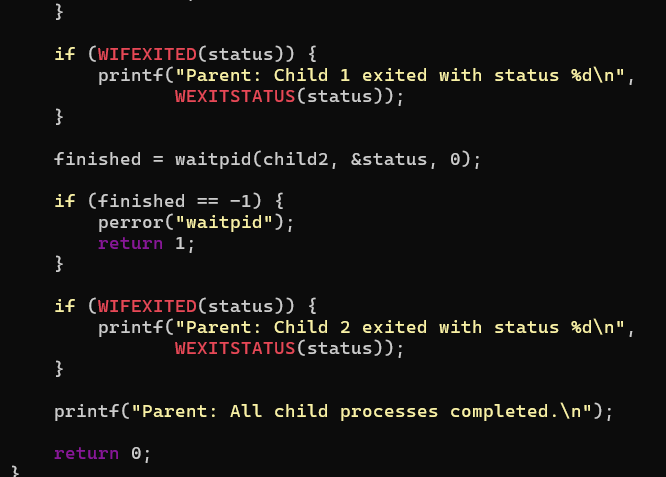 }

    if (WIFEXITED(status)) {
        printf("Parent: Child 1 exited with status %d\n",
               WEXITSTATUS(status));
    }

    finished = waitpid(child2, &status, 0);

    if (finished == -1) {
        perror("waitpid");
        return 1;
    }

    if (WIFEXITED(status)) {
        printf("Parent: Child 2 exited with status %d\n",
               WEXITSTATUS(status));
    }

    printf("Parent: All child processes completed.\n");

    return 0;
}